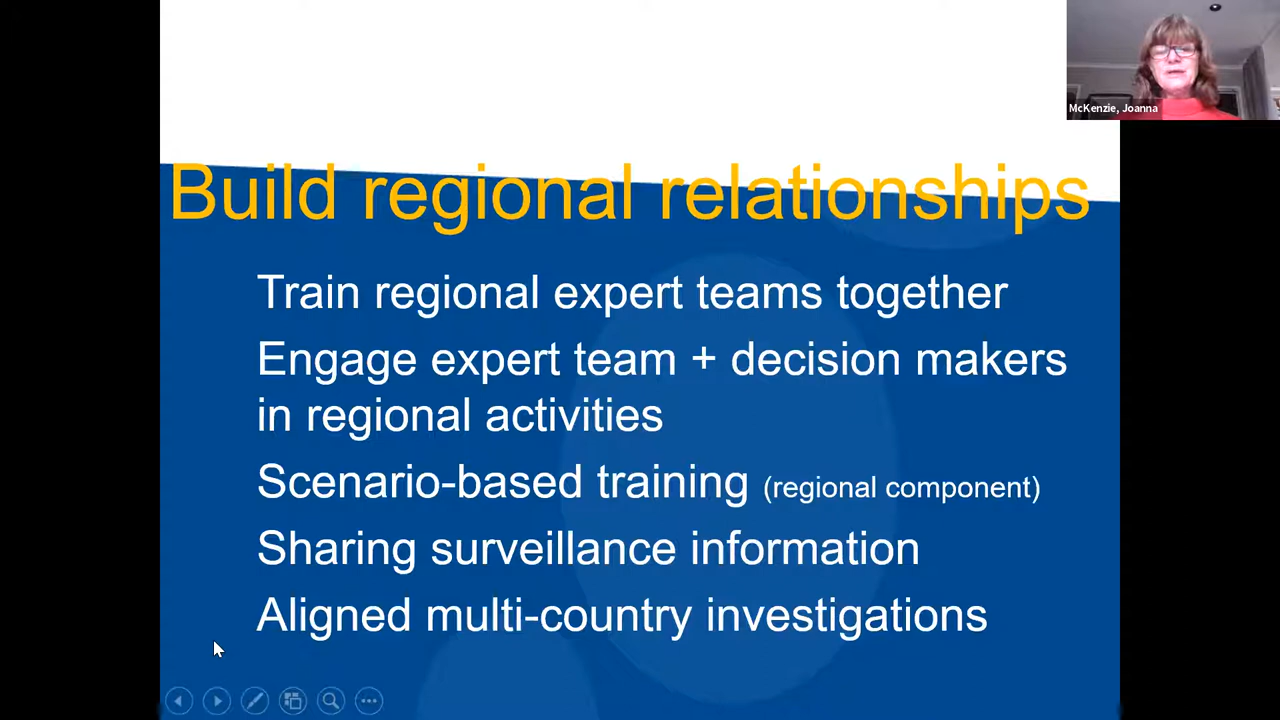 McKenzie, Joanna
Build regional relationships
Train regional expert teams together
Engage expert team + decision makers
in regional activities
Scenario-based training (regional component)
Sharing surveillance information
Aligned multi-country investigations